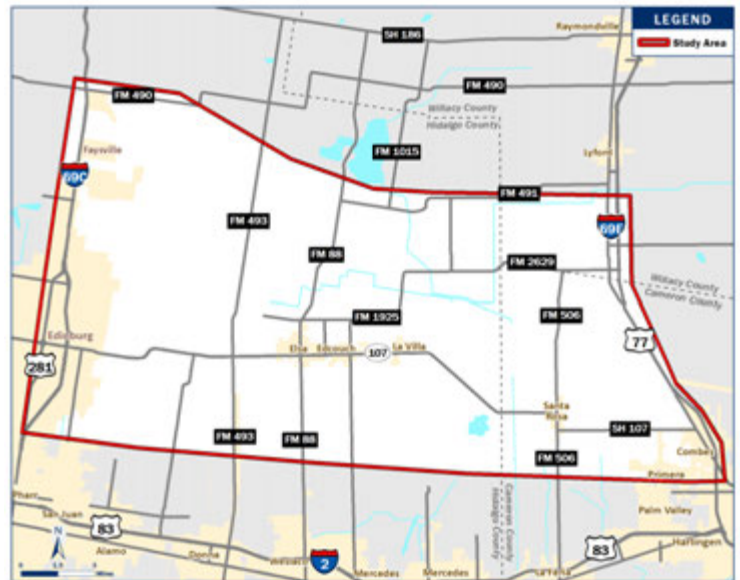 LEGEND
Study Area
Raymondville
SH 186
FM 490
FM 490
Willacy County
Hidalgo County
Faysville
FM 1015
Lyford
69C
FM 491
FM 493
69E
FM 88
FM 2629
Willacy County
Cameron County
FM 1925
FM 506
Edinburg
Elsa
Edcouch
107
La Villa
77
281
Santa
Rosa
FM 493
FM 88
SH 107
Combes
FM 506
Primera
Pharr
San Juan
Cameron County
Hidalgo County
Palm Valley
N
83
Alamo
Donna
Weslaco
2
Mercedes
Mercedes
La Feria
83
Harlingen